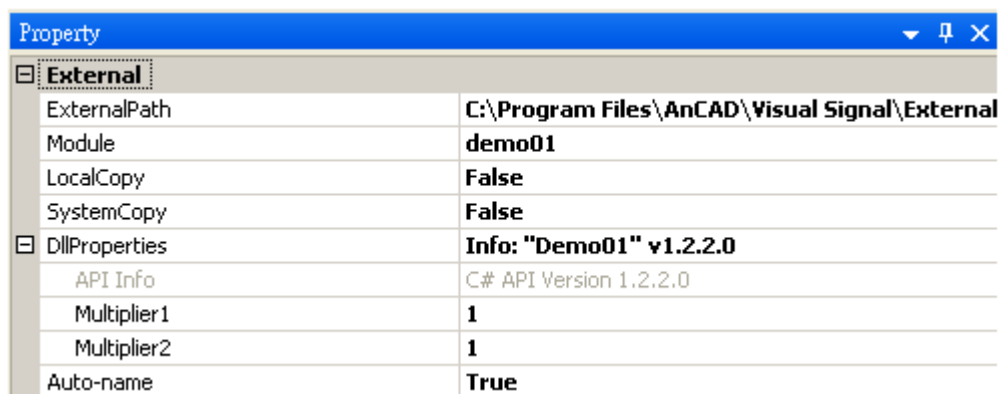 Property
External
ExternalPath C:\Program Files\AnCAD\Visual Signal\External
Module demo01
LocalCopy False
SystemCopy False
DllProperties Info: "Demo01" v1.2.2.0
API Info C# API Version 1.2.2.0
Multiplier1 1
Multiplier2 1
Auto-name True